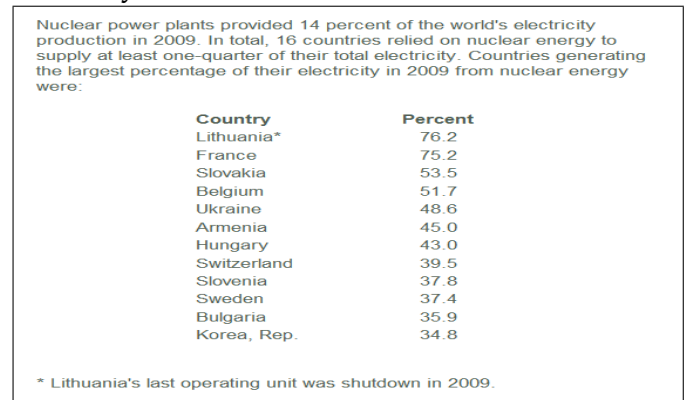 Nuclear power plants provided 14 percent of the world's electricity
production in 2009. In total, 16 countries relied on nuclear energy to
supply at least one-quarter of their total electricity. Countries generating
the largest percentage of their electricity in 2009 from nuclear energy
were:
Country Percent
Lithuania* 76.2
France 75.2
Slovakia 53.5
Belgium 51.7
Ukraine 48.6
Armenia 45.0
Hungary 43.0
Switzerland 39.5
Slovenia 37.8
Sweden 37.4
Bulgaria 35.9
Korea, Rep. 34.8
* Lithuania's last operating unit was shutdown in 2009.